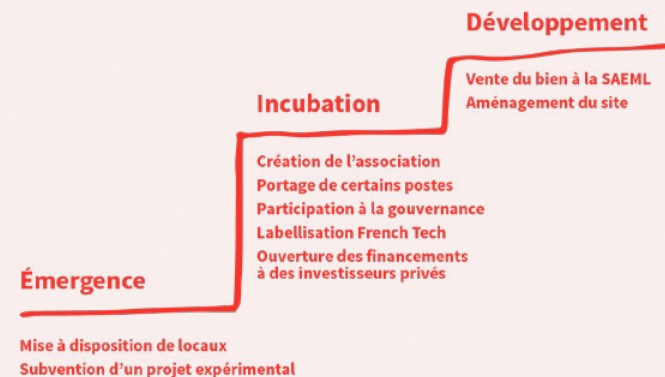 Développement
Vente du bien à la SAEML
Aménagement du site
Incubation
Création de l'association
Portage de certains postes
Participation à la gouvernance
Labellisation French Tech
Ouverture des financements
à des investisseurs privés
Émergence
Mise à disposition de locaux
Subvention d'un projet expérimental